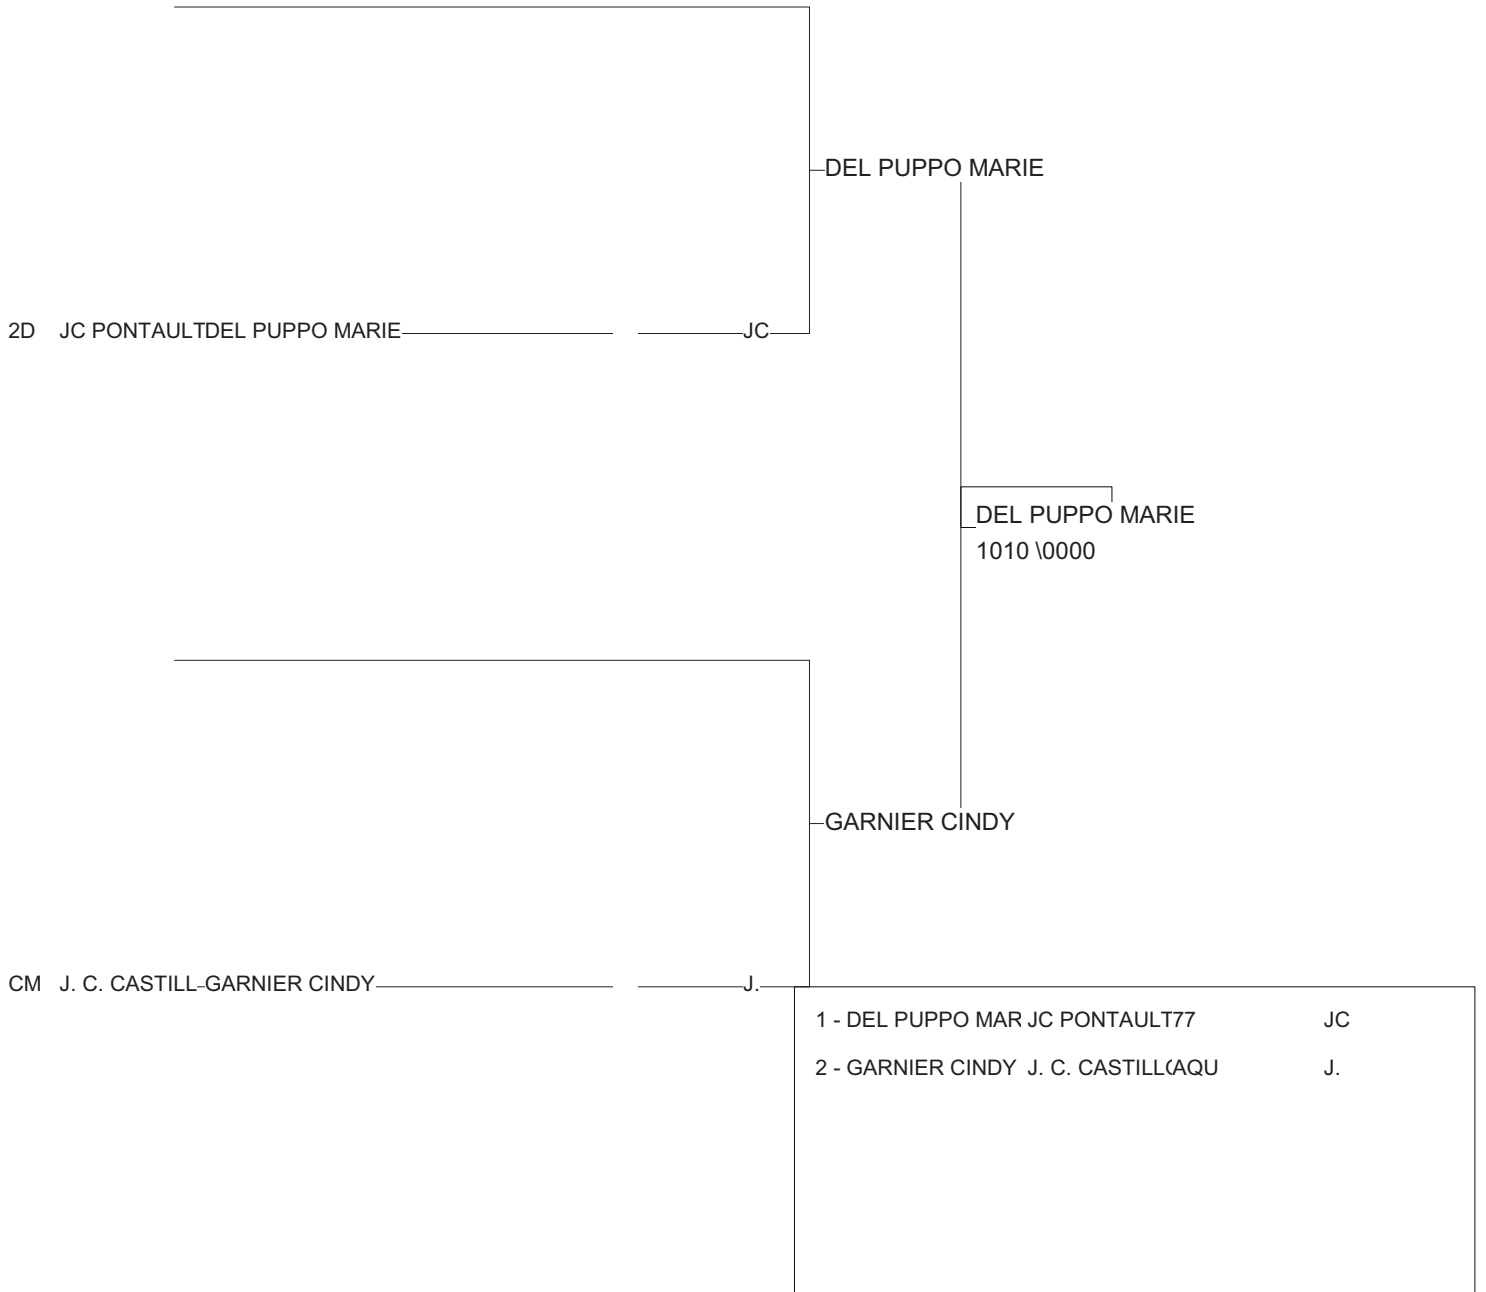 DEL PUPPO MARIE
2D JC PONTAULTDEL PUPPO MARIE JC
DEL PUPPO MARIE
1010 \0000
GARNIER CINDY
CM J. C. CASTILL GARNIER CINDY J.
1 - DEL PUPPO MAR JC PONTAULT77 JC
2 - GARNIER CINDY J. C. CASTILL(AQU J.